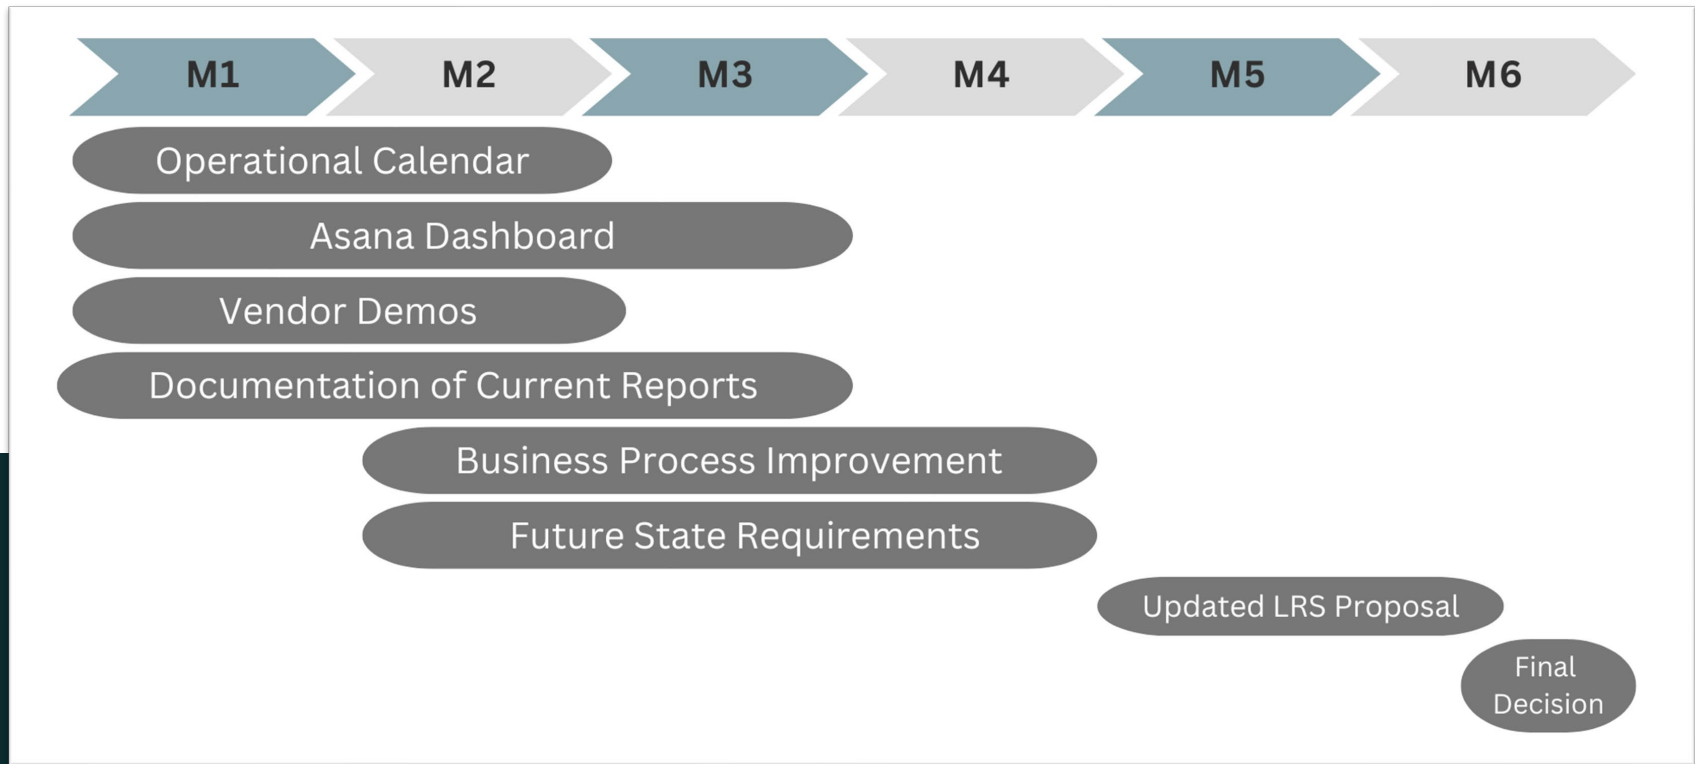 M1 M2 M3 M4 M5 M6
Operational Calendar
Asana Dashboard
Vendor Demos
Documentation of Current Reports
Business Process Improvement
Future State Requirements
Updated LRS Proposal
Final
Decision